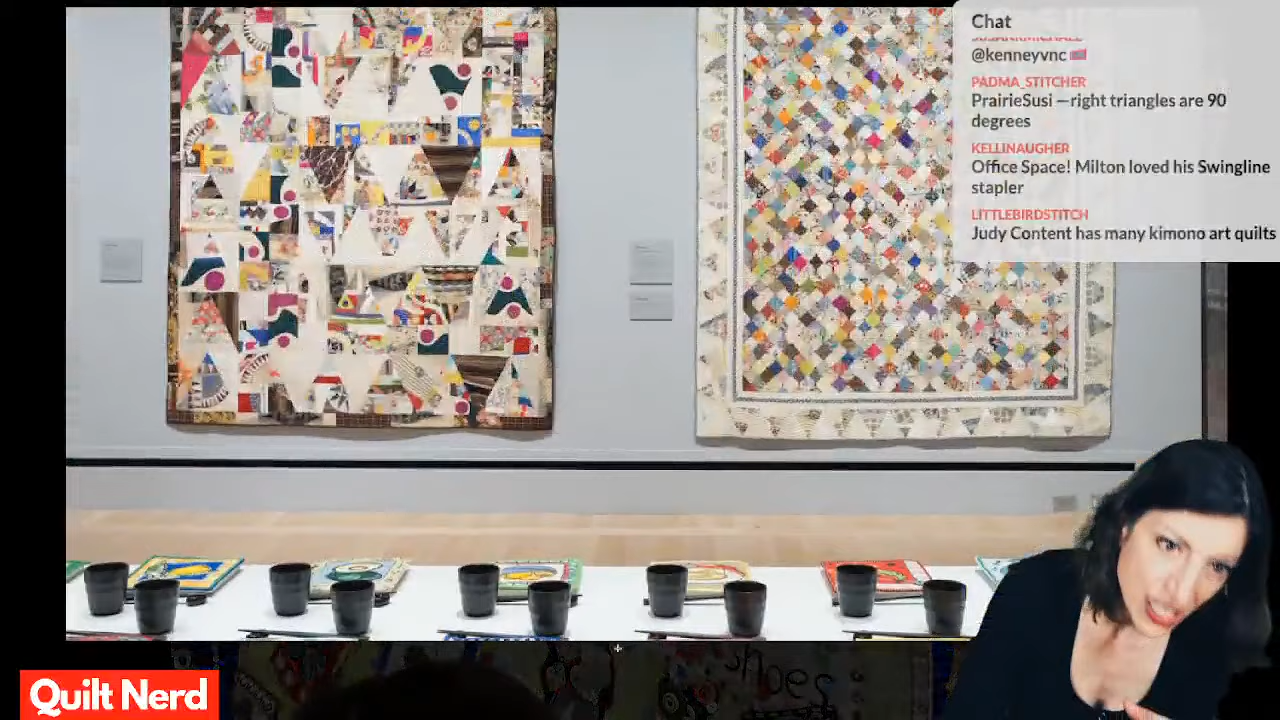 Chat
@kenneyvnc
PADMA_STITCHER
PrairieSusi —right triangles are 90
degrees
KELLINAUGHER
Office Space! Milton loved his Swingline
stapler
LITTLEBIRDSTITCH
Judy Content has many kimono art quilts
shoes
Quilt Nerd